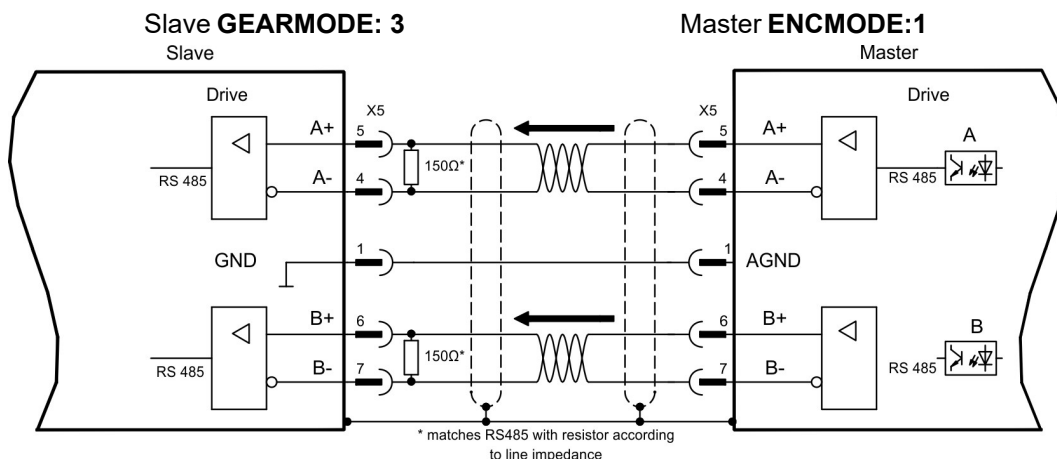 Slave GEARMODE: 3
Master ENCMODE:1
Slave
Master
Drive
X5
X5
Drive
A+
5
5
A+
A
150Ω*
RS 485
A-
4
4
A-
RS 485
GND
1
1
AGND
B+
6
6
B+
B
150Ω*
RS 485
B-
7
7
B-
RS 485
* matches RS485 with resistor according
to line impedance